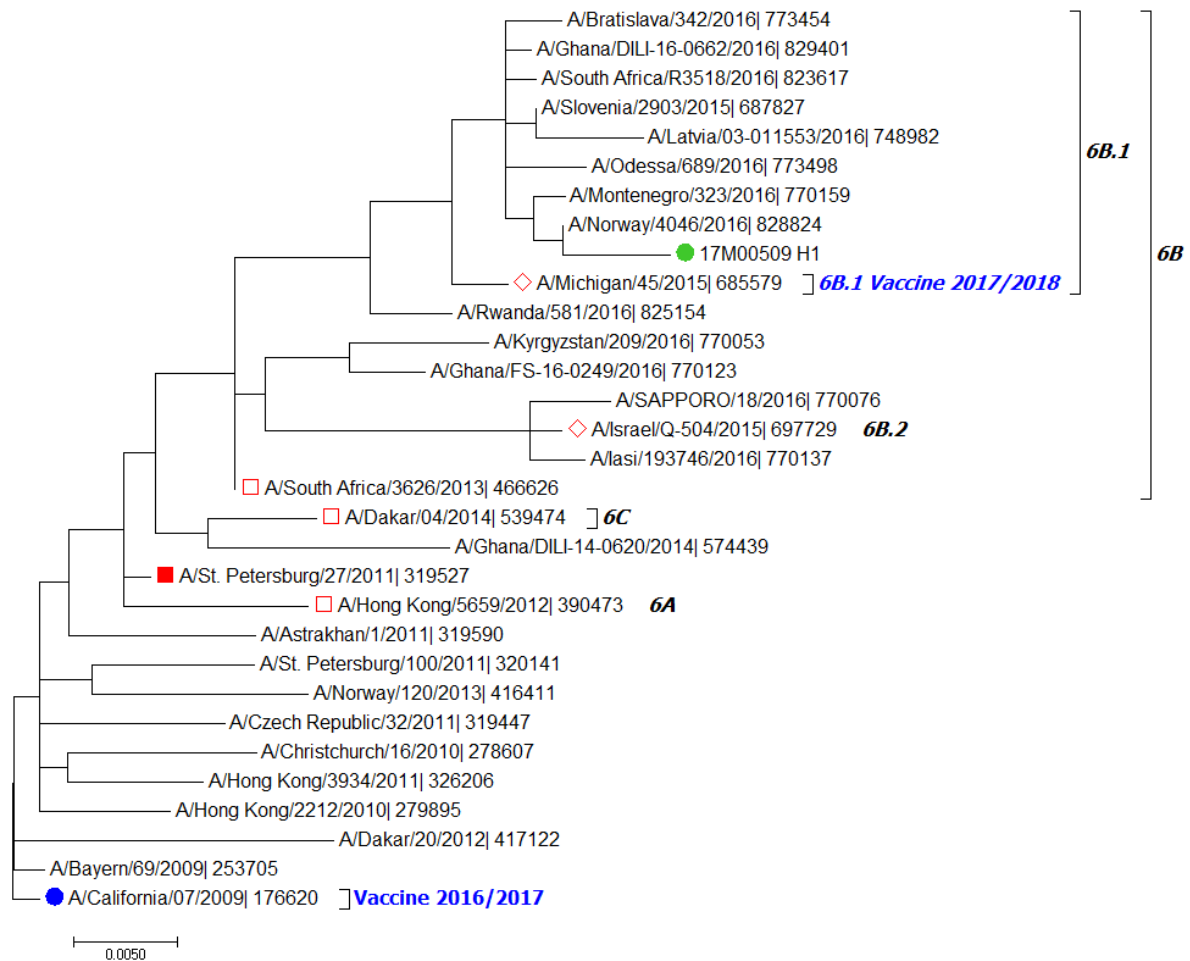 A/Bratislava/342/2016| 773454
A/Ghana/DILI-16-0662/2016| 829401
A/South Africa/R3518/2016| 823617
A/Slovenia/2903/2015| 687827
A/Latvia/03-011553/2016| 748982
6B.1
A/Odessa/689/2016| 773498
A/Montenegro/323/2016| 770159
A/Norway/4046/2016| 828824
17M00509 H1
6B
A/Michigan/45/2015| 685579 6B.1 Vaccine 2017/2018
A/Rwanda/581/2016| 825154
A/Kyrgyzstan/209/2016| 770053
A/Ghana/FS-16-0249/2016| 770123
A/SAPPORO/18/2016| 770076
A/Israel/Q-504/2015| 697729 6B.2
A/Iasi/193746/2016| 770137
A/South Africa/3626/2013| 466626
A/Dakar/04/2014| 539474 6C
A/Ghana/DILI-14-0620/2014| 574439
A/St. Petersburg/27/2011| 319527
A/Hong Kong/5659/2012| 390473 6A
A/Astrakhan/1/2011| 319590
A/St. Petersburg/100/2011| 320141
A/Norway/120/2013| 416411
A/Czech Republic/32/2011| 319447
A/Christchurch/16/2010| 278607
A/Hong Kong/3934/2011| 326206
A/Hong Kong/2212/2010| 279895
A/Dakar/20/2012| 417122
A/Bayern/69/2009| 253705
A/California/07/2009| 176620 Vaccine 2016/2017
0.0050